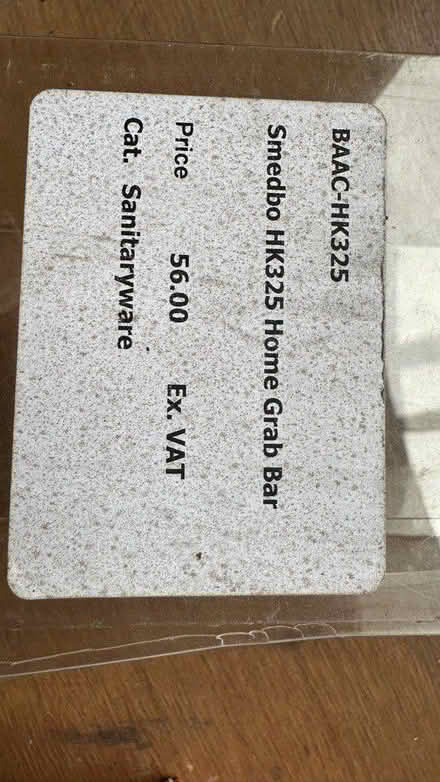 BAAC-HK325
Smedbo HK325 Home Grab Bar
Price 56.00 Ex. VAT
Cat. Sanitaryware